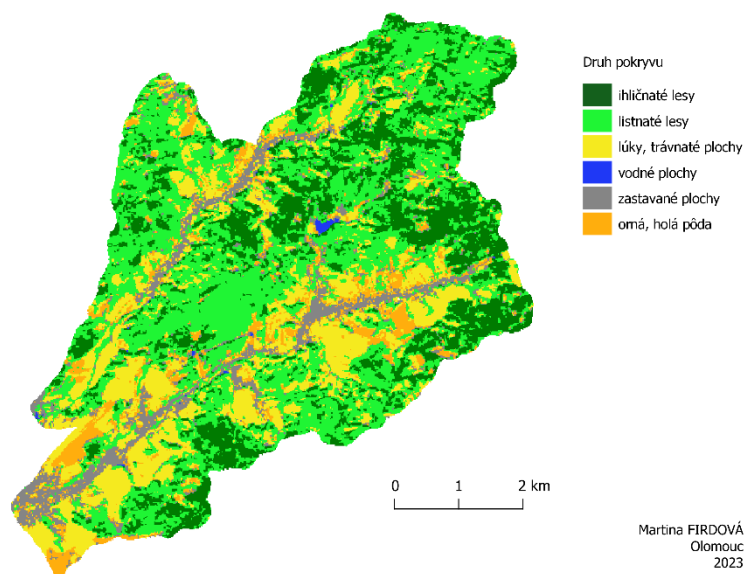 Druh pokryvu
ihličnaté lesy
listnaté lesy
lúky, trávnaté plochy
vodné plochy
zastavané plochy
orná, holá pôda
0 1 2 km
Martina FIRDOVÁ
Olomouc
2023